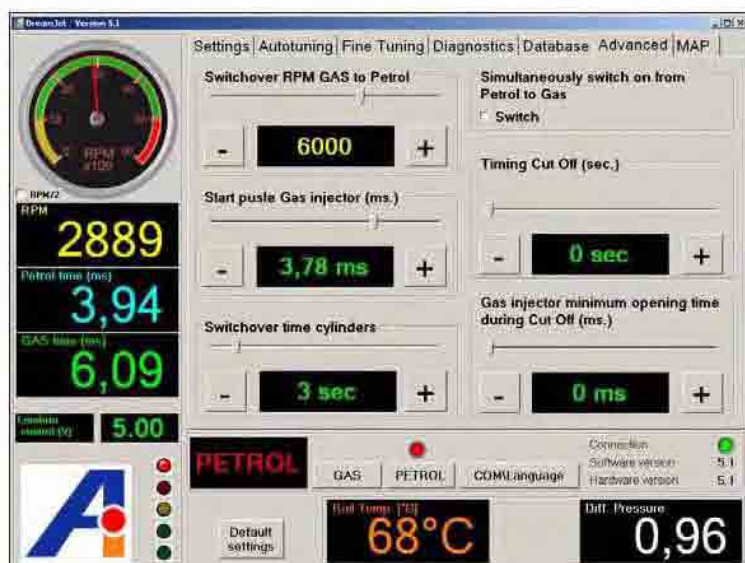 DreamJet / Version 5.1
Settings Autotuning Fine Tuning Diagnostics Database Advanced MAP
RPM
x100
RPM/2
RPM
2889
Petrol time (ms)
3,94
GAS time (ms)
6,09
Lambda
5.00
Switchover RPM GAS to Petrol
-
6000
+
Start pusle Gas injector (ms.)
-
3,78 ms
+
Switchover time cylinders
-
3 sec
+
Simultaneously switch on from
Petrol to Gas
Switch
Timing Cut Off (sec.)
-
0 sec
+
Gas injector minimum opening time
during Cut Off (ms.)
-
0 ms
+
PETROL
GAS
PETROL
COM\Language
Connection
Software version 5.1
Hardware version 5.1
Default
settings
68°C
Diff. Pressure
0,96